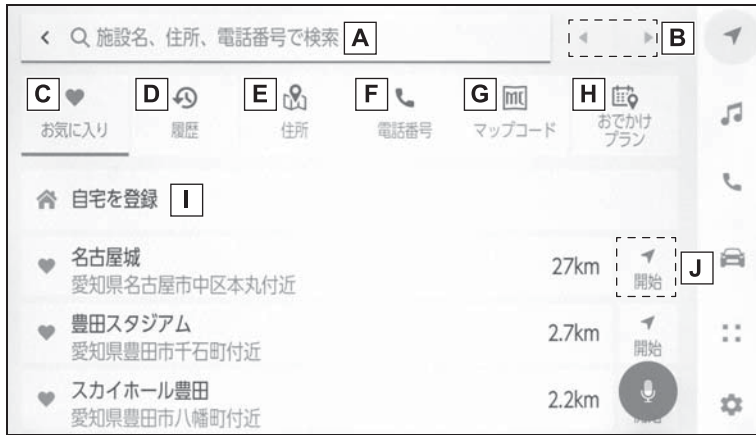 施設名、住所、電話番号で検索 A
B
C D E F G H
お気に入り 履歴 住所 電話番号 マップコード おでかけ
プラン
自宅を登録 I
名古屋城
愛知県名古屋市中区本丸付近
27km
開始
J
豊田スタジアム
愛知県豊田市千石町付近
2.7km
開始
スカイホール豊田
愛知県豊田市八幡町付近
2.2km